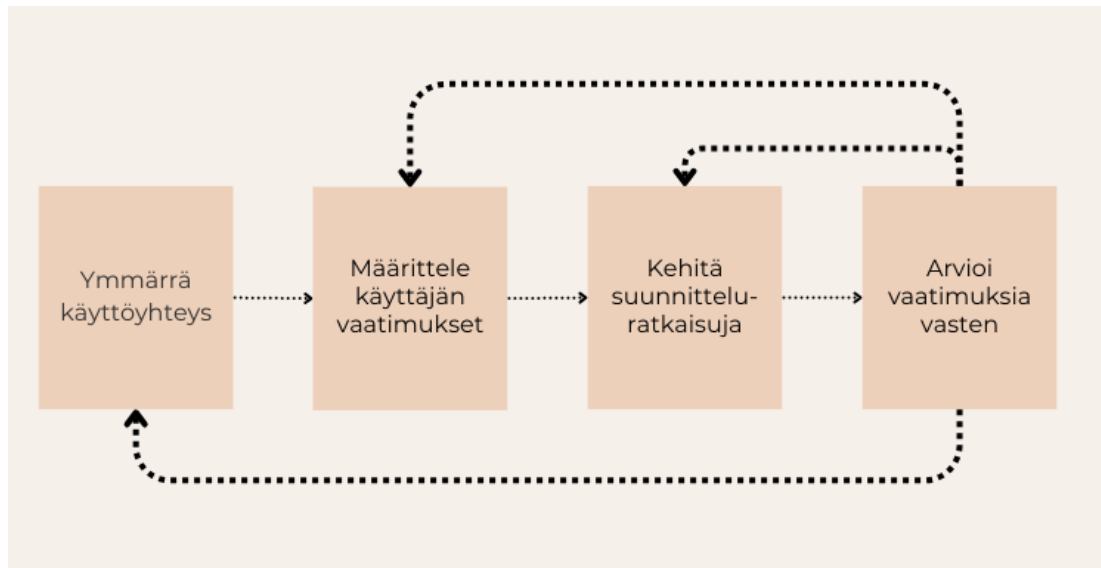 Ymmärrä
käyttöyhteys
Määrittele
käyttäjän
vaatimukset
Kehitä
suunnittelu-
ratkaisuja
Arvioi
vaatimuksia
vasten